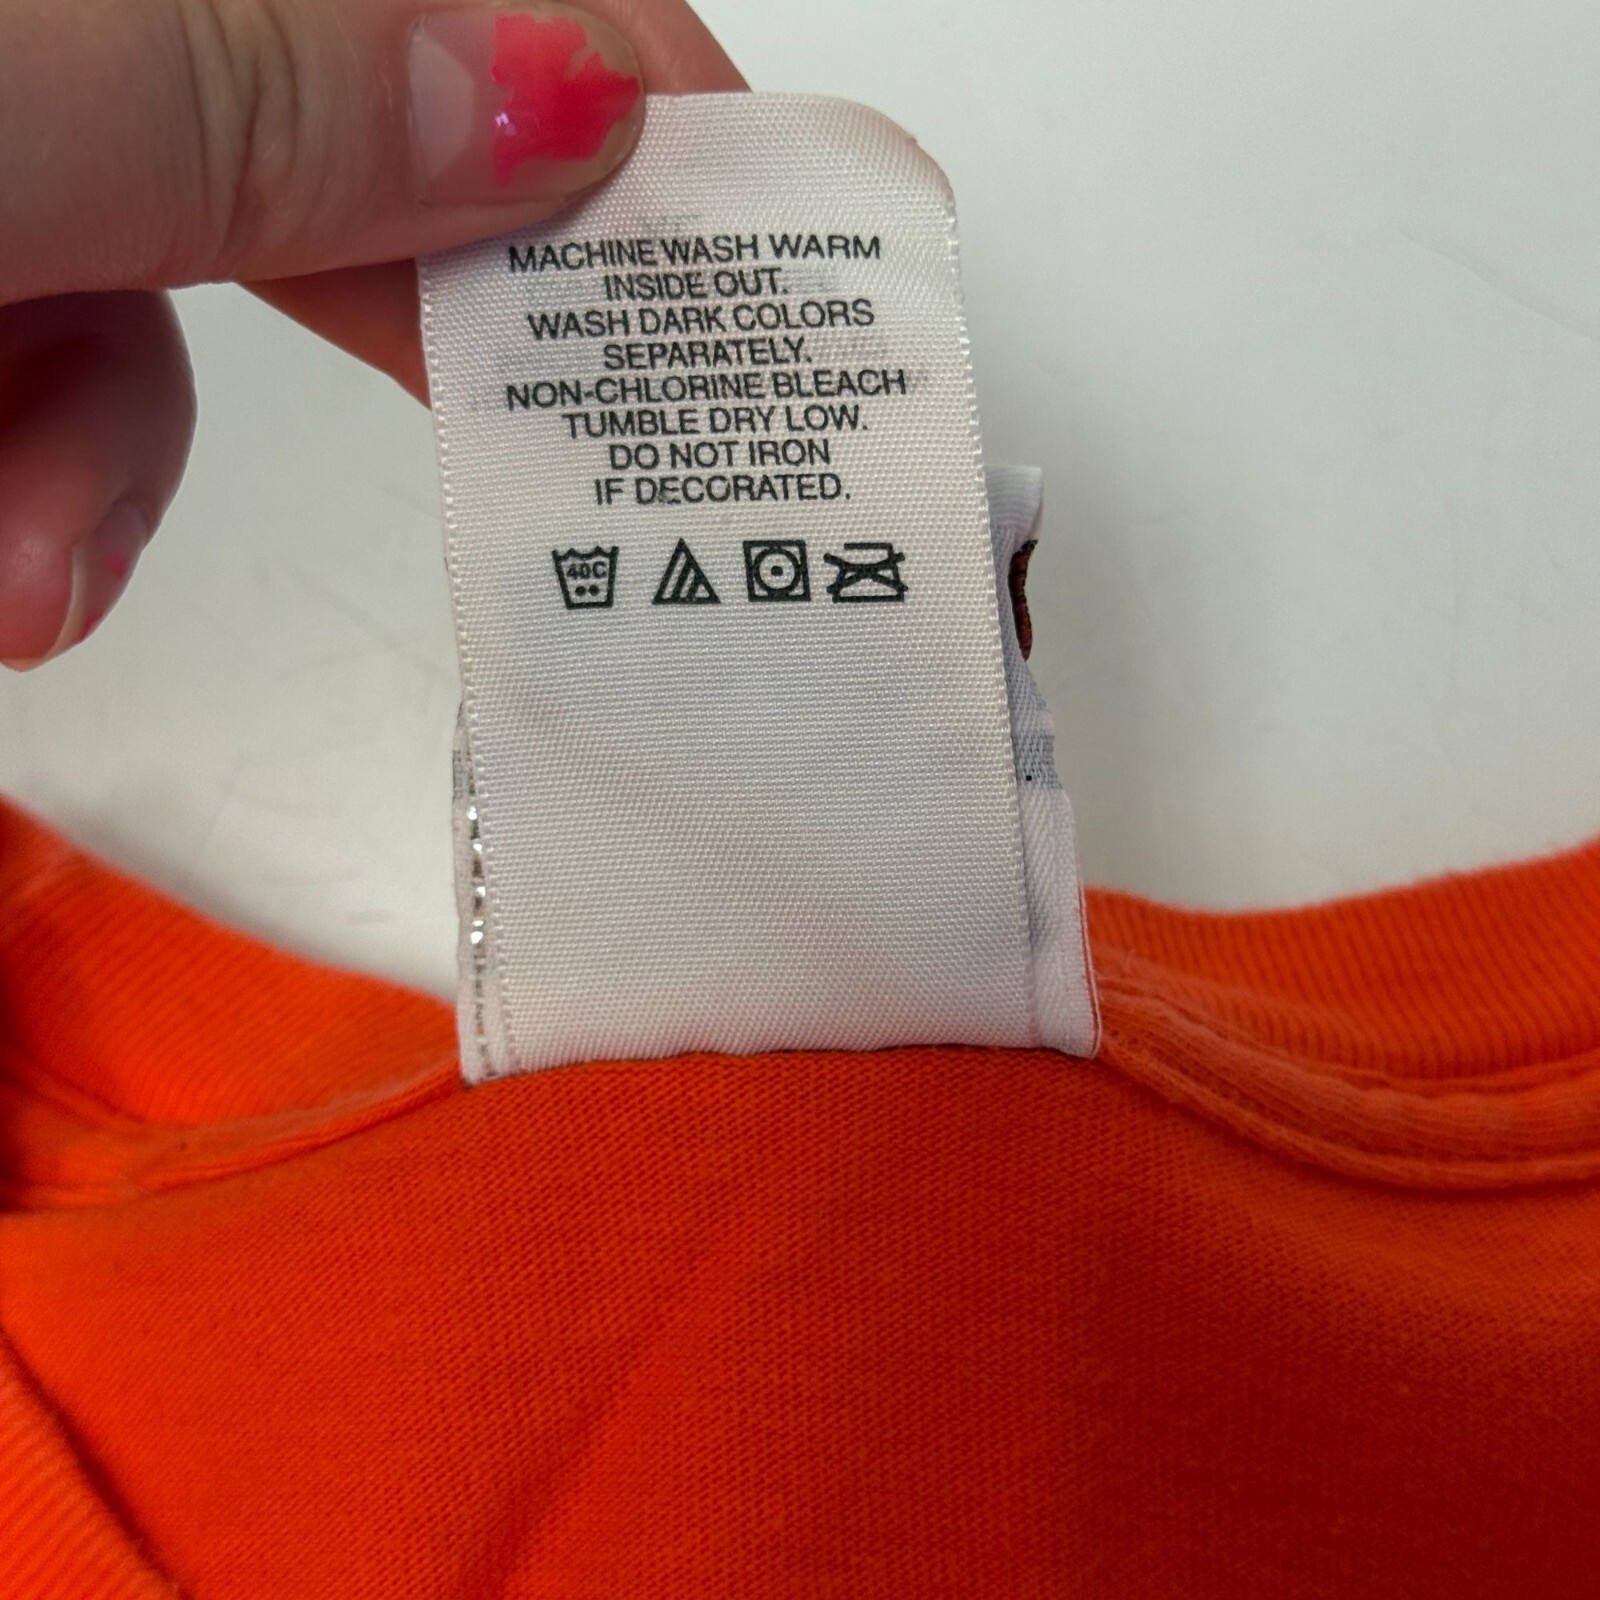 MACHINE WASH WARM
INSIDE OUT.
WASH DARK COLORS
SEPARATELY.
NON-CHLORINE BLEACH
TUMBLE DRY LOW.
DO NOT IRON
IF DECORATED.
40C